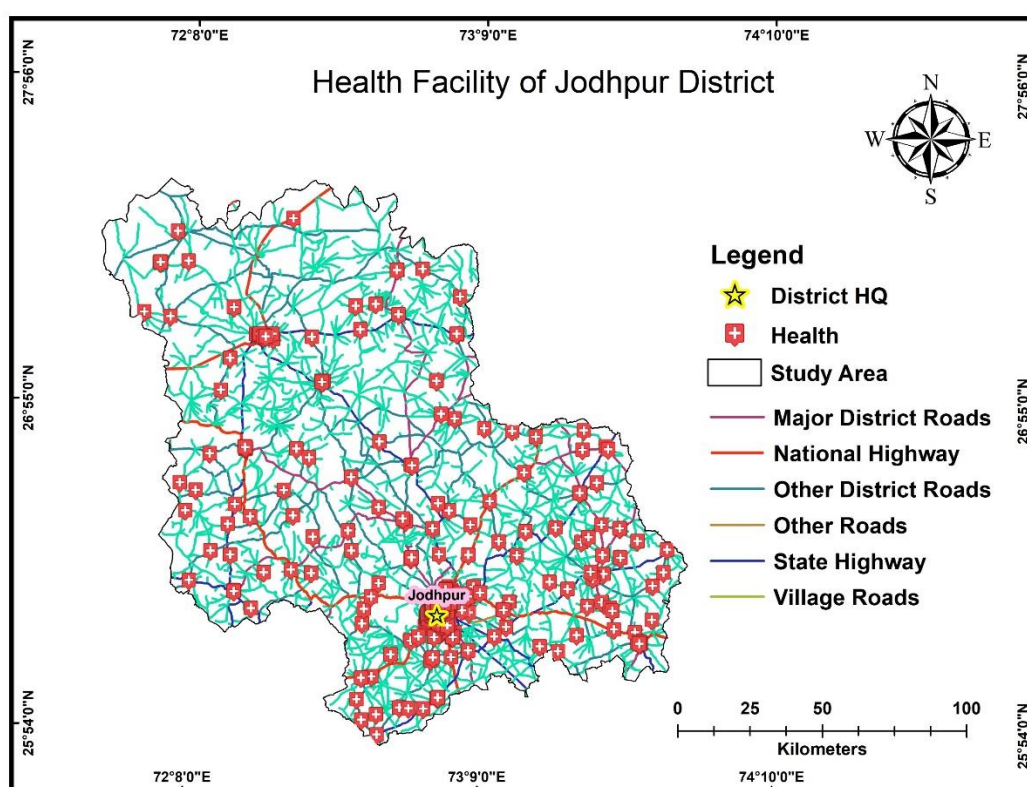 72°8'0"E 73°9'0"E 74°10'0"E
27°56'0"N
27°56'0"N
Health Facility of Jodhpur District
N
W E
S
Legend
District HQ
Health
Study Area
Major District Roads
National Highway
Other District Roads
Other Roads
State Highway
Village Roads
26°55'0"N
26°55'0"N
Jodhpur
25°54'0"N
25°54'0"N
0 25 50 100
Kilometers
72°8'0"E 73°9'0"E 74°10'0"E